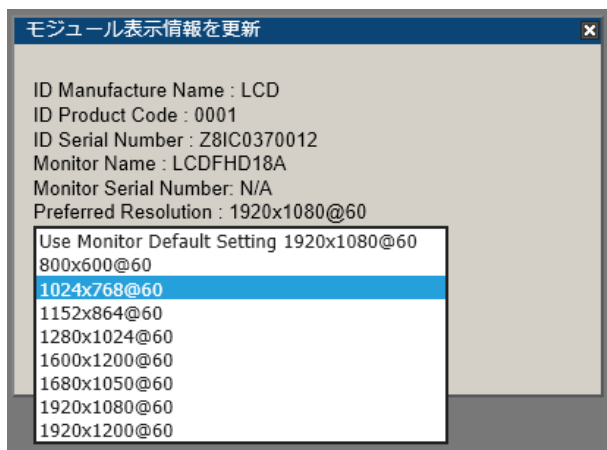 モジュール表示情報を更新
ID Manufacture Name : LCD
ID Product Code : 0001
ID Serial Number : Z8IC0370012
Monitor Name : LCDFHD18A
Monitor Serial Number: N/A
Preferred Resolution : 1920x1080@60
Use Monitor Default Setting 1920x1080@60
800x600@60
1024x768@60
1152x864@60
1280x1024@60
1600x1200@60
1680x1050@60
1920x1080@60
1920x1200@60